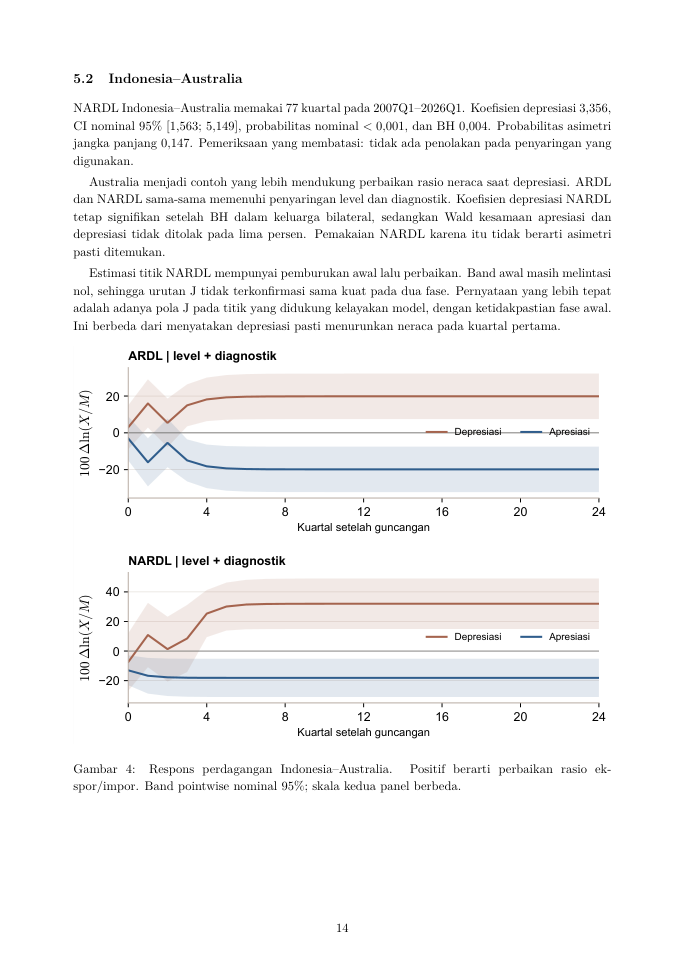 5.2 Indonesia–Australia
NARDL Indonesia–Australia memakai 77 kuartal pada 2007Q1–2026Q1. Koefisien depresiasi 3,356,
CI nominal 95% [1,563; 5,149], probabilitas nominal < 0,001, dan BH 0,004. Probabilitas asimetri
jangka panjang 0,147. Pemeriksaan yang membatasi: tidak ada penolakan pada penyaringan yang
digunakan.
Australia menjadi contoh yang lebih mendukung perbaikan rasio neraca saat depresiasi. ARDL
dan NARDL sama-sama memenuhi penyaringan level dan diagnostik. Koefisien depresiasi NARDL
tetap signifikan setelah BH dalam keluarga bilateral, sedangkan Wald kesamaan apresiasi dan
depresiasi tidak ditolak pada lima persen. Pemakaian NARDL karena itu tidak berarti asimetri
pasti ditemukan.
Estimasi titik NARDL mempunyai pemburukan awal lalu perbaikan. Band awal masih melintasi
nol, sehingga urutan J tidak terkonfirmasi sama kuat pada dua fase. Pernyataan yang lebih tepat
adalah adanya pola J pada titik yang didukung kelayakan model, dengan ketidakpastian fase awal.
Ini berbeda dari menyatakan depresiasi pasti menurunkan neraca pada kuartal pertama.
ARDL | level + diagnostik
100 Δln(X/M)
20
0
−20
Depresiasi Apresiasi
0 4 8 12 16 20 24
Kuartal setelah guncangan
NARDL | level + diagnostik
100 Δln(X/M)
40
20
0
−20
Depresiasi Apresiasi
0 4 8 12 16 20 24
Kuartal setelah guncangan
Gambar 4: Respons perdagangan Indonesia–Australia. Positif berarti perbaikan rasio ek-
spor/impor. Band pointwise nominal 95%; skala kedua panel berbeda.
14